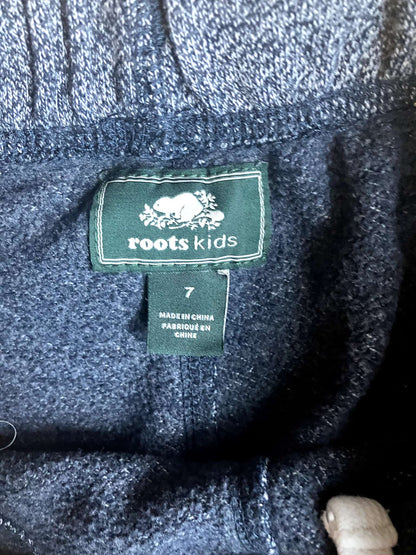 roots kids
7
MADE IN CHINA
FABRIQUÉ EN
CHINE